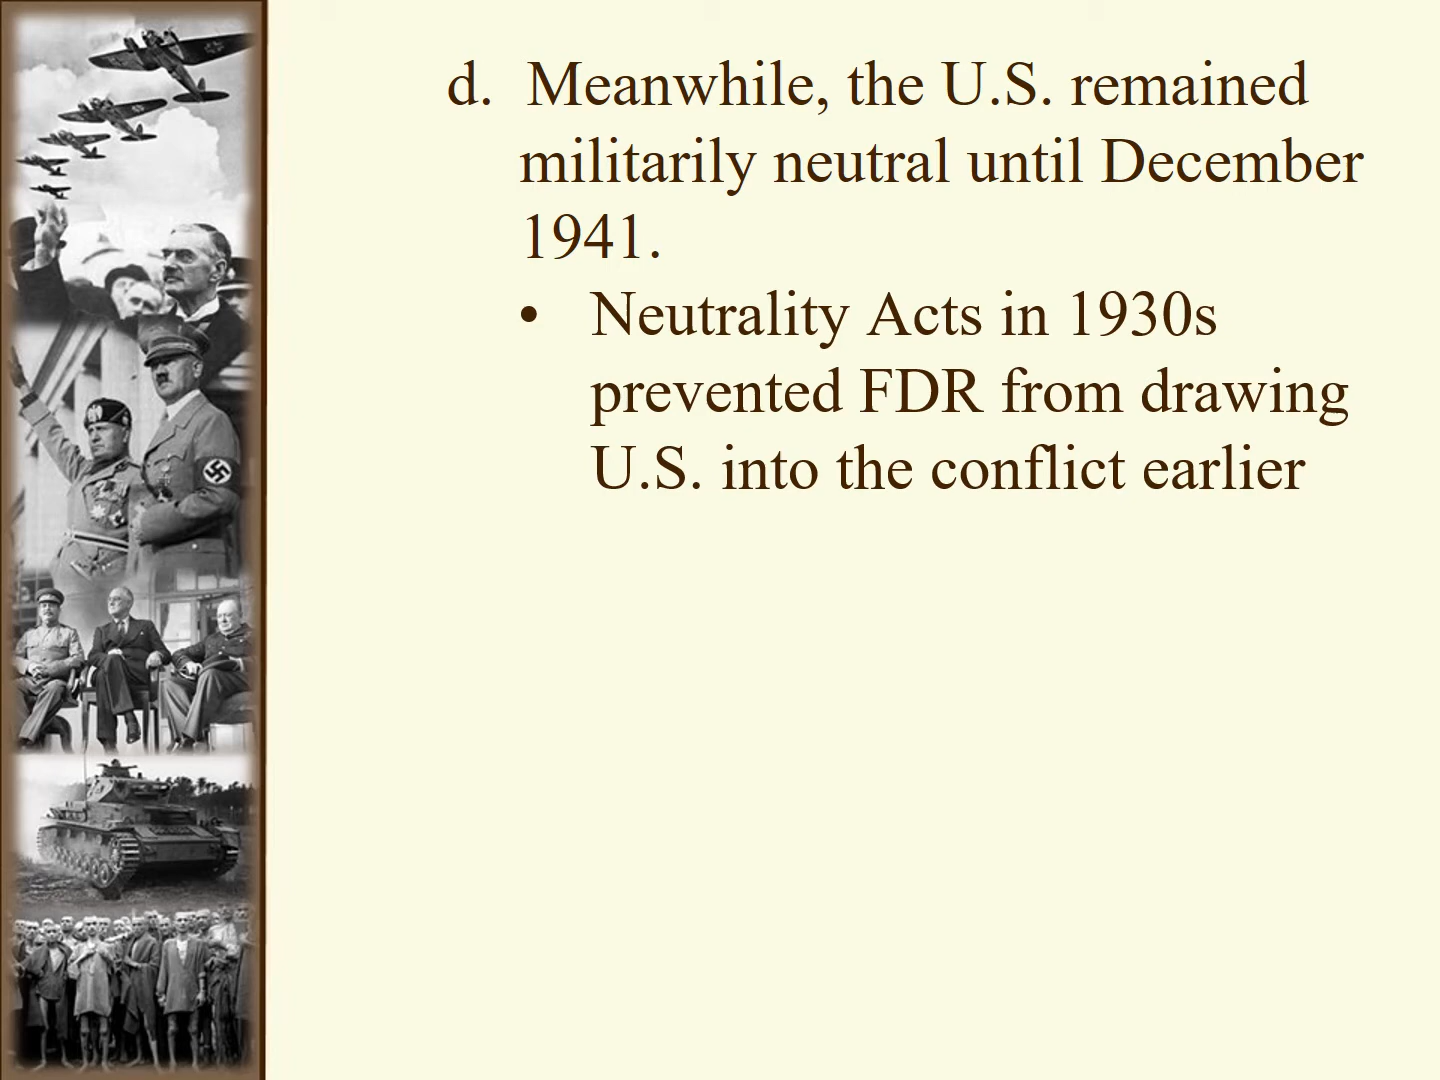 d. Meanwhile, the U.S. remained
militarily neutral until December
1941.
• Neutrality Acts in 1930s
prevented FDR from drawing
U.S. into the conflict earlier